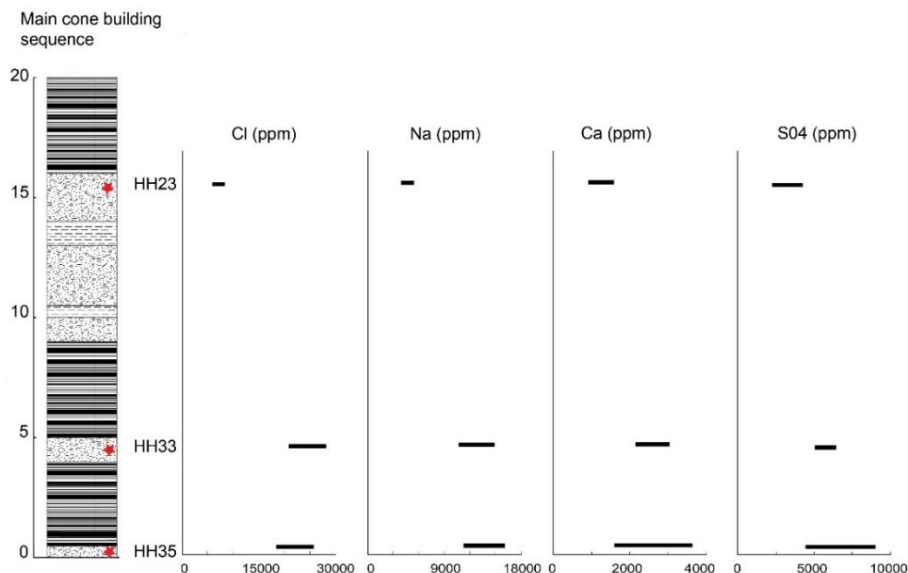 Main cone building
sequence
20
15
10
5
0
HH23
HH33
HH35
Cl (ppm)
Na (ppm)
Ca (ppm)
S04 (ppm)
0 15000 30000
0 9000 18000
0 2000 4000
0 5000 10000